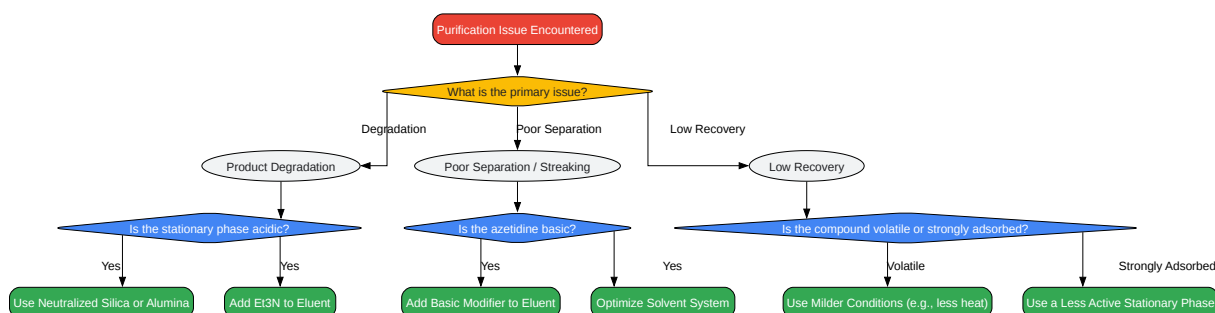 Purification Issue Encountered
What is the primary issue?
Degradation
Poor Separation
Low Recovery
Product Degradation
Poor Separation / Streaking
Low Recovery
Is the stationary phase acidic?
Is the azetidine basic?
Is the compound volatile or strongly adsorbed?
Yes
Yes
Yes
Yes
Volatile
Strongly Adsorbed
Use Neutralized Silica or Alumina
Add Et3N to Eluent
Add Basic Modifier to Eluent
Optimize Solvent System
Use Milder Conditions (e.g., less heat)
Use a Less Active Stationary Phase